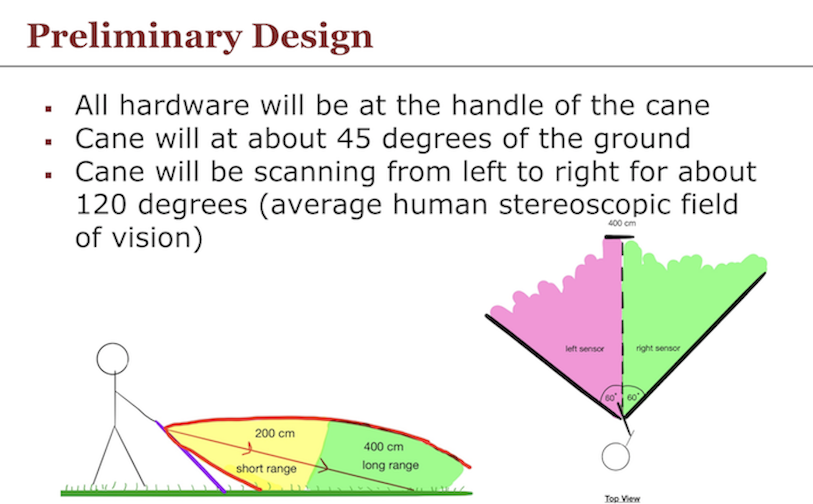 Preliminary Design
▪ All hardware will be at the handle of the cane
▪ Cane will at about 45 degrees of the ground
▪ Cane will be scanning from left to right for about
120 degrees (average human stereoscopic field
of vision)
400 cm
left sensor
right sensor
60°
60°
200 cm
short range
400 cm
long range
Top View